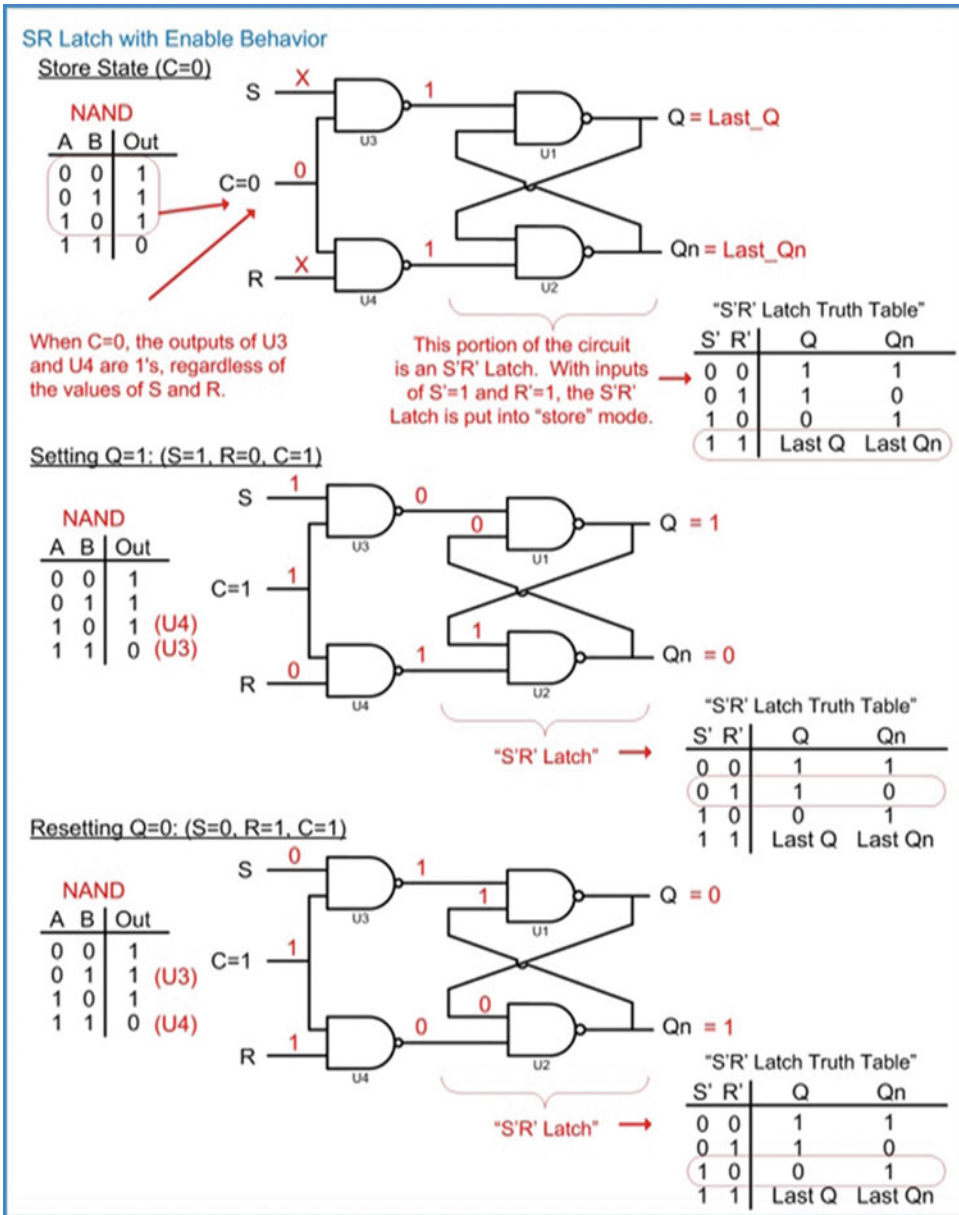 SR Latch with Enable Behavior
Store State (C=0)
NAND
A B Out
0 0 1
0 1 1
1 0 1
1 1 0
S X 1
U3
C=0 0
R X 1
U4
U1
Q = Last_Q
U2
Qn = Last_Qn
When C=0, the outputs of U3
and U4 are 1's, regardless of
the values of S and R.
This portion of the circuit
is an S'R' Latch. With inputs
of S'=1 and R'=1, the S'R'
Latch is put into “store” mode.
“S'R' Latch Truth Table”
S' R' Q Qn
0 0 1 1
0 1 1 0
1 0 0 1
1 1 Last Q Last Qn
Setting Q=1: (S=1, R=0, C=1)
NAND
A B Out
0 0 1
0 1 1
1 0 1 (U4)
1 1 0 (U3)
S 1 0
U3
C=1 1
R 0 1
U4
0
U1
Q = 1
1
U2
Qn = 0
“S'R' Latch”
“S'R' Latch Truth Table”
S' R' Q Qn
0 0 1 1
0 1 1 0
1 0 0 1
1 1 Last Q Last Qn
Resetting Q=0: (S=0, R=1, C=1)
NAND
A B Out
0 0 1
0 1 1 (U3)
1 0 1
1 1 0 (U4)
S 0 1
U3
C=1 1
R 1 0
U4
1
U1
Q = 0
0
U2
Qn = 1
“S'R' Latch”
“S'R' Latch Truth Table”
S' R' Q Qn
0 0 1 1
0 1 1 0
1 0 0 1
1 1 Last Q Last Qn